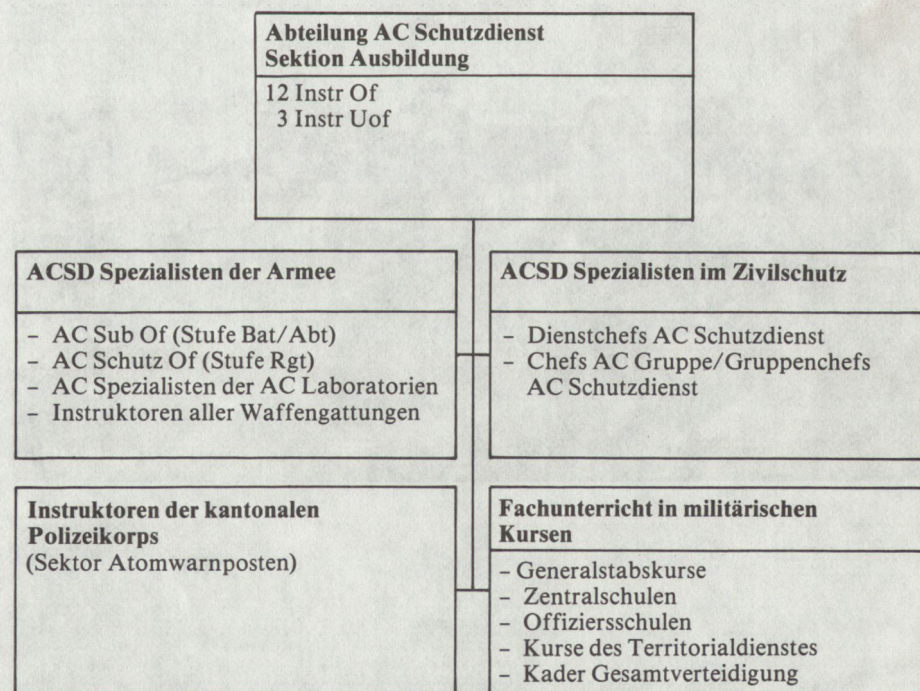 Abteilung AC Schutzdienst
Sektion Ausbildung
12 Instr Of
3 Instr Uof
ACSD Spezialisten der Armee
– AC Sub Of (Stufe Bat/Abt)
– AC Schutz Of (Stufe Rgt)
– AC Spezialisten der AC Laboratorien
– Instruktoren aller Waffengattungen
ACSD Spezialisten im Zivilschutz
– Dienstchefs AC Schutzdienst
– Chefs AC Gruppe/Gruppenchefs
AC Schutzdienst
Instruktoren der kantonalen
Polizeikorps
(Sektor Atomwarnposten)
Fachunterricht in militärischen
Kursen
– Generalstabskurse
– Zentralschulen
– Offiziersschulen
– Kurse des Territorialdienstes
– Kader Gesamtverteidigung